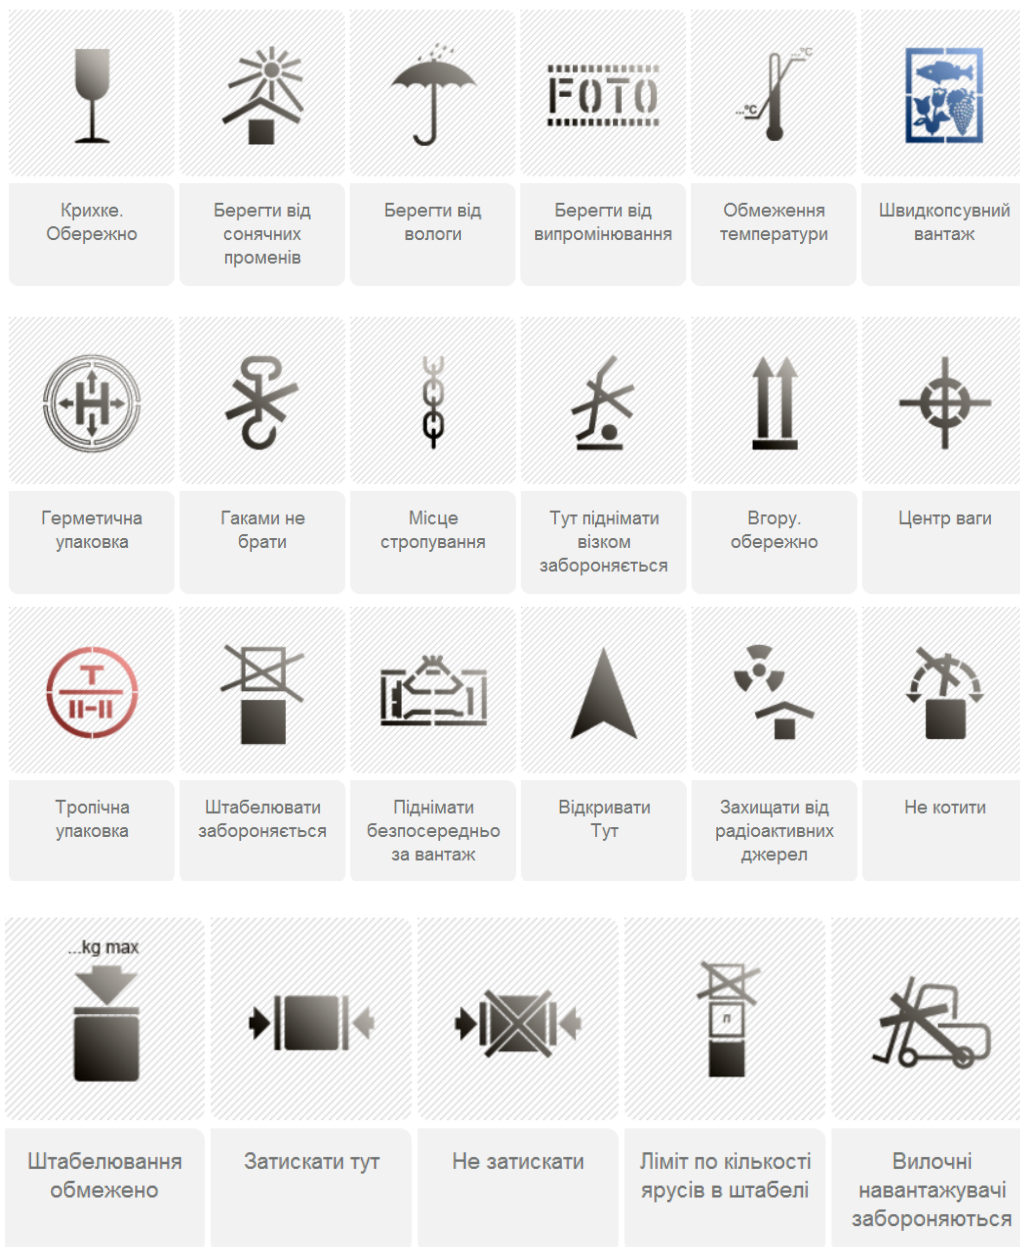 ...°C
FOTO
...°C
Крихке.
Обережно
Берегти від
сонячних
променів
Берегти від
вологи
Берегти від
випромінювання
Обмеження
температури
Швидкопсувний
вантаж
Н
Герметична
упаковка
Гаками не
брати
Місце
стропування
Тут піднімати
візком
забороняється
Вгору.
обережно
Центр ваги
T
II-II
Тропічна
упаковка
Штабелювати
забороняється
Піднімати
безпосередньо
за вантаж
Відкривати
Тут
Захищати від
радіоактивних
джерел
Не котити
...kg max
п
Штабелювання
обмежено
Затискати тут
Не затискати
Ліміт по кількості
ярусів в штабелі
Вилочні
навантажувачі
забороняються